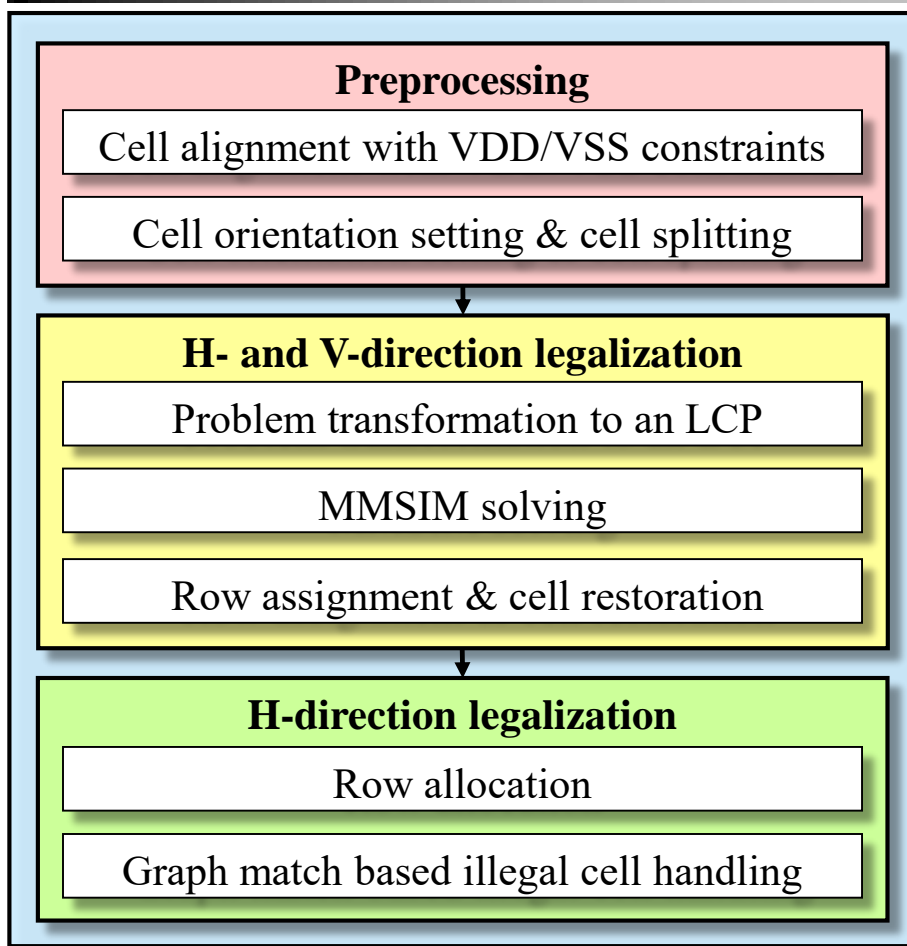 Preprocessing
Cell alignment with VDD/VSS constraints
Cell orientation setting & cell splitting
H- and V-direction legalization
Problem transformation to an LCP
MMSIM solving
Row assignment & cell restoration
H-direction legalization
Row allocation
Graph match based illegal cell handling